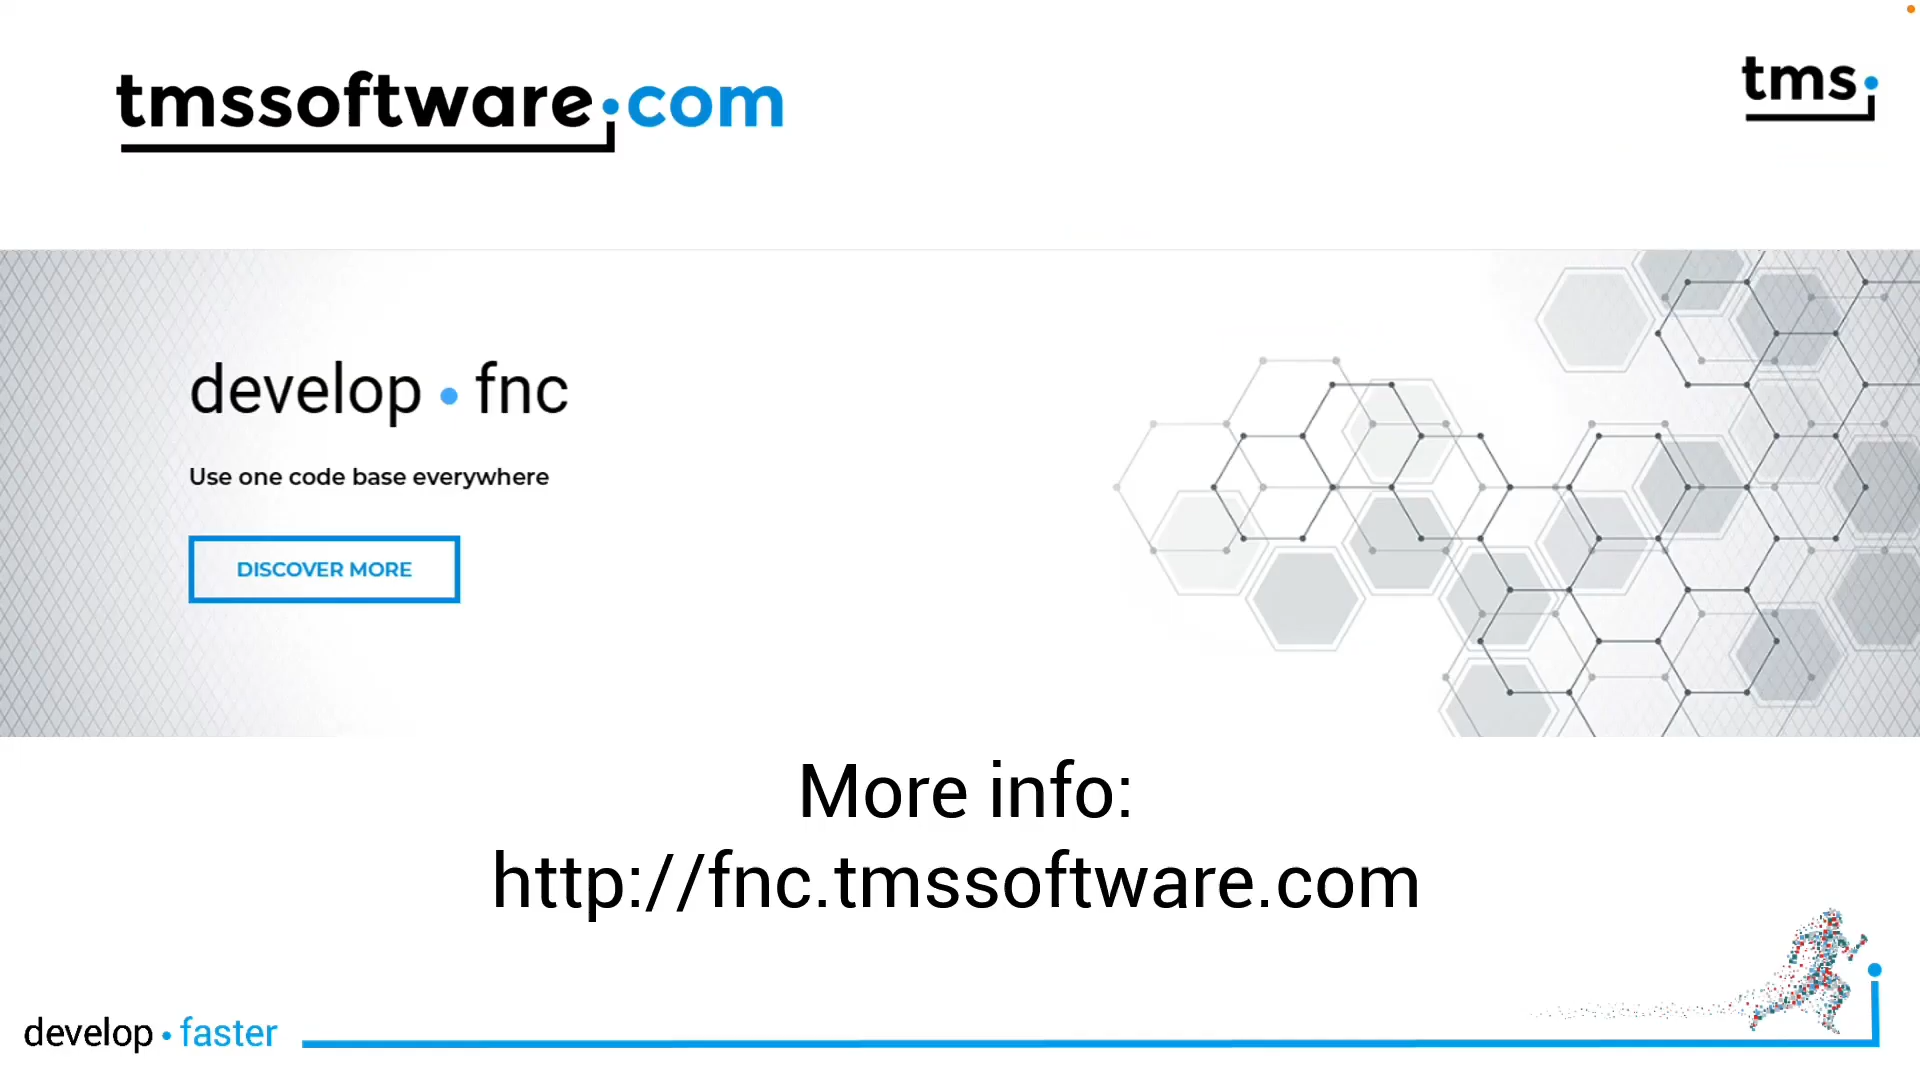 tmssoftware.com
tms.
develop • fnc
Use one code base everywhere
DISCOVER MORE
More info:
http://fnc.tmssoftware.com
develop • faster